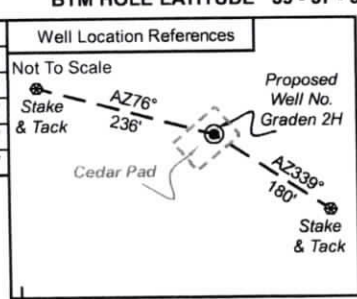 Well Location References
Not To Scale
Stake
& Tack
AZ76°
236'
Proposed
Well No.
Graden 2H
Cedar Pad
AZ339°
180'
Stake
& Tack